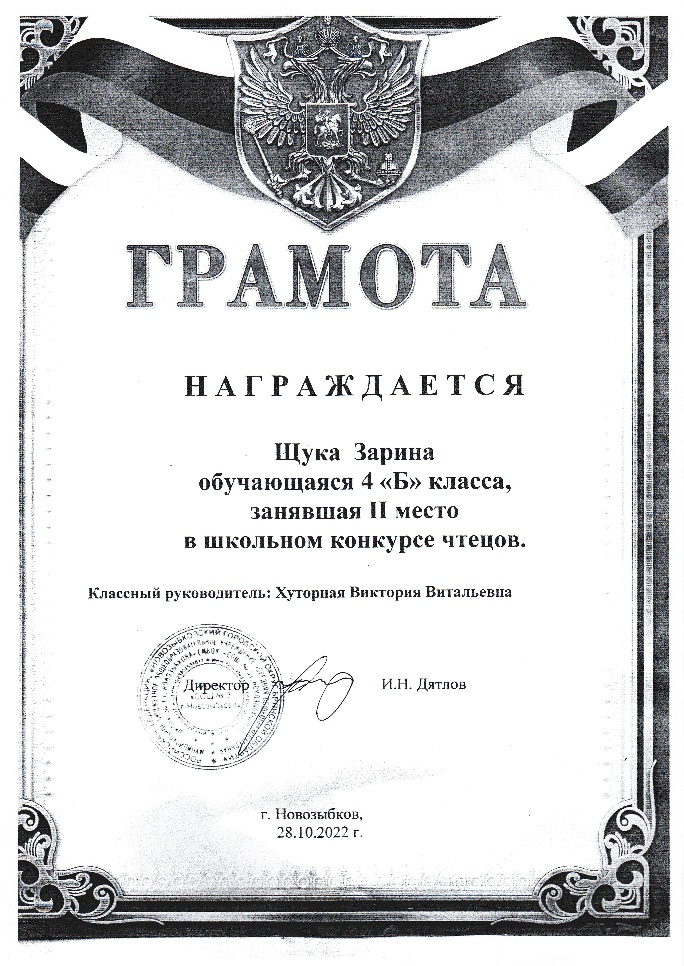 ГРАМОТА
НАГРАЖДАЕТСЯ
Щука Зарина
обучающаяся 4 «Б» класса,
занявшая II место
в школьном конкурсе чтецов.
Классный руководитель: Хуторная Виктория Витальевна
Директор И.Н. Дятлов
г. Новозыбков,
28.10.2022 г.